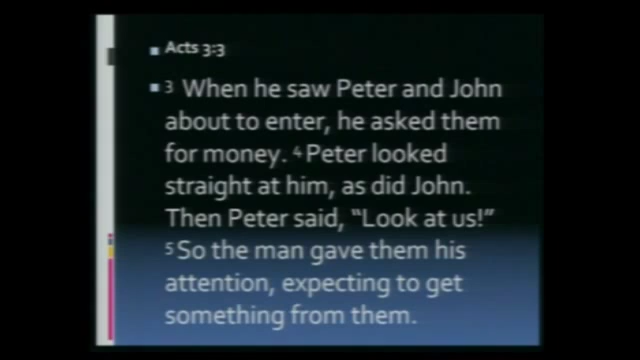 Acts 3:3
3 When he saw Peter and John
about to enter, he asked them
for money. 4 Peter looked
straight at him, as did John.
Then Peter said, “Look at us!”
5 So the man gave them his
attention, expecting to get
something from them.